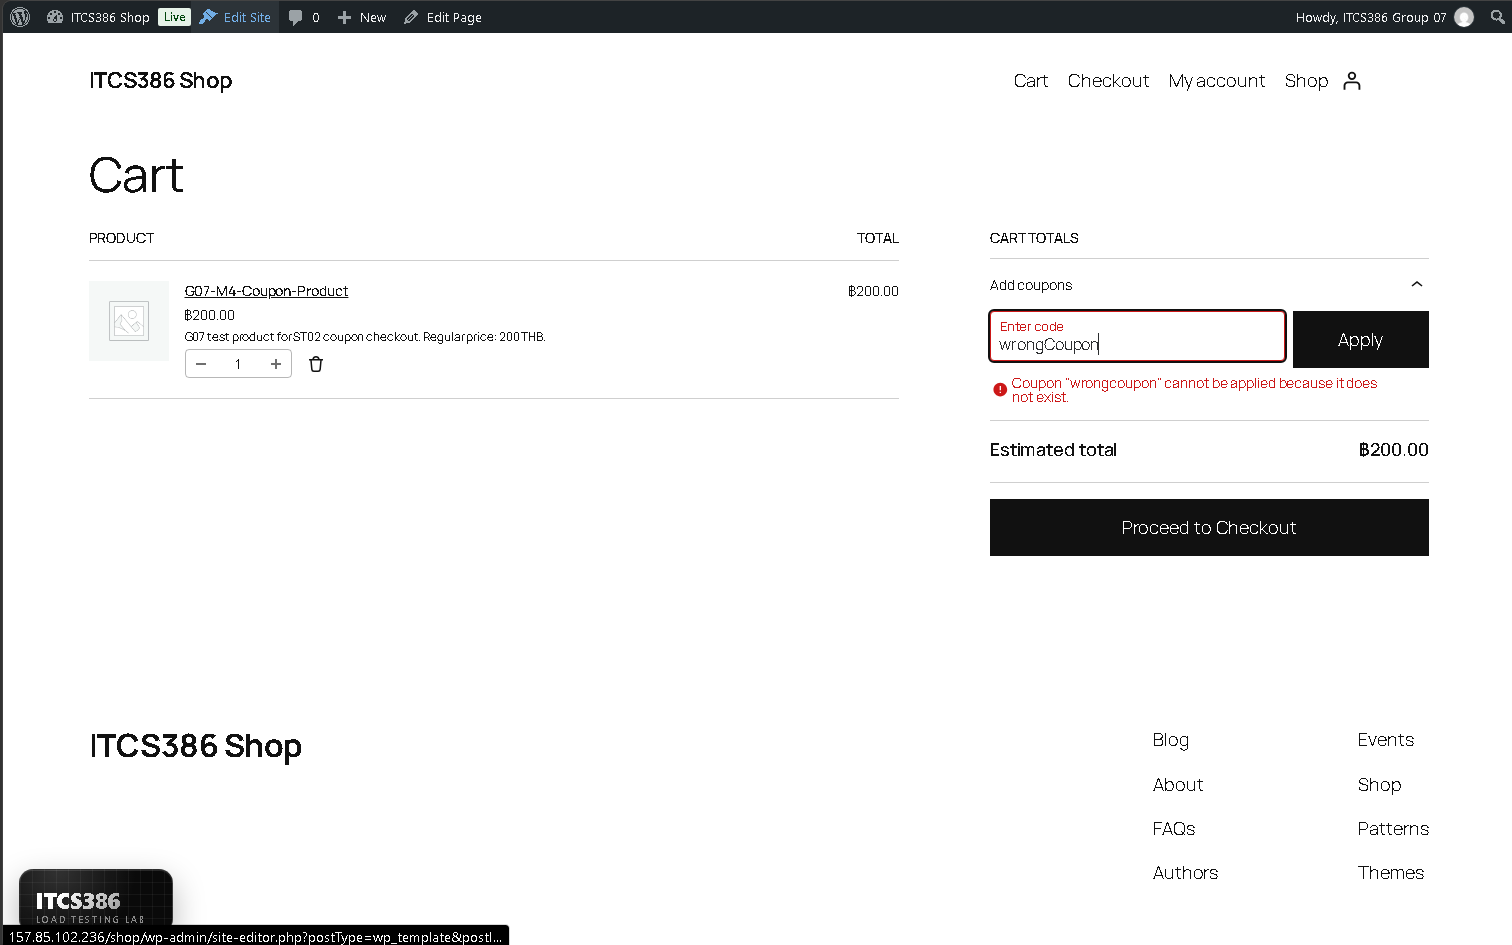 ITCS386 Shop Live Edit Site 0 New Edit Page Howdy, ITCS386 Group 07
ITCS386 Shop
Cart Checkout My account Shop
Cart
PRODUCT TOTAL
G07-M4-Coupon-Product ฿200.00
฿200.00
G07 test product for ST02 coupon checkout. Regular price: 200 THB.
− 1 +
CART TOTALS
Add coupons
Enter code
wrongCoupon
Apply
Coupon "wrongcoupon" cannot be applied because it does
not exist.
Estimated total ฿200.00
Proceed to Checkout
ITCS386 Shop
Blog Events
About Shop
FAQs Patterns
Authors Themes
ITCS386
LOAD TESTING LAB
157.85.102.236/shop/wp-admin/site-editor.php?postType=wp_template&postI...